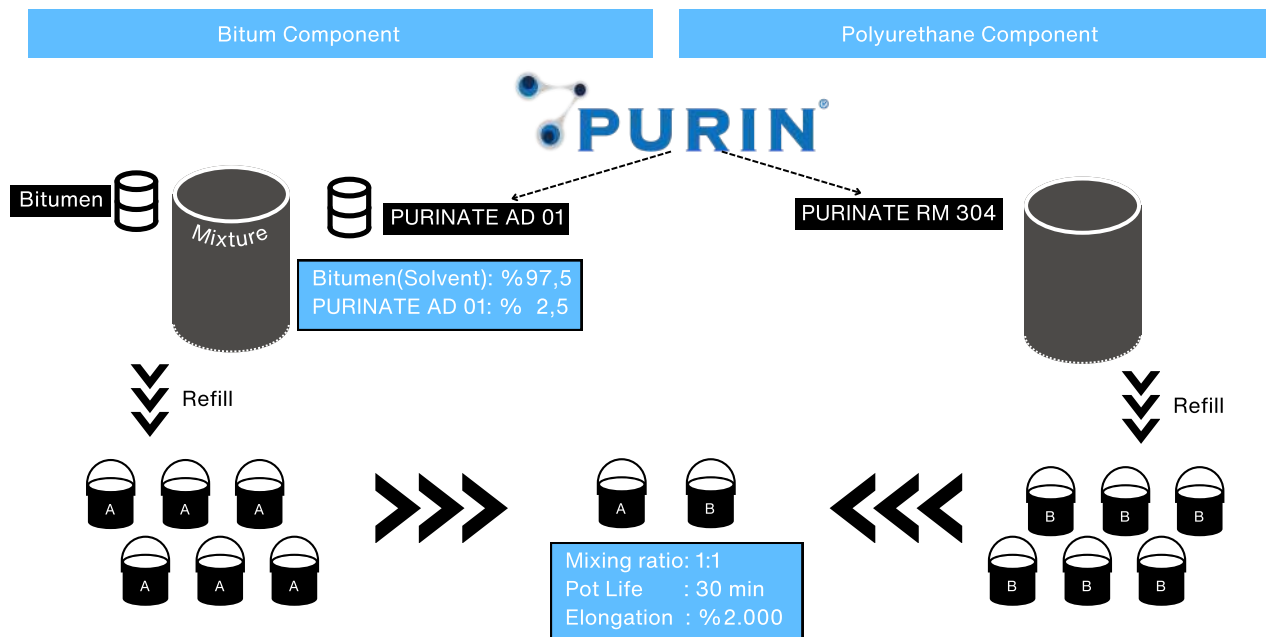 Bitum Component
Polyurethane Component
PURIN
Bitumen
Mixture
PURINATE AD 01
PURINATE RM 304
Bitumen(Solvent): %97,5
PURINATE AD 01: % 2,5
Refill
Refill
A A A
A A A
A B
B B B
B B B
Mixing ratio: 1:1
Pot Life : 30 min
Elongation : %2.000